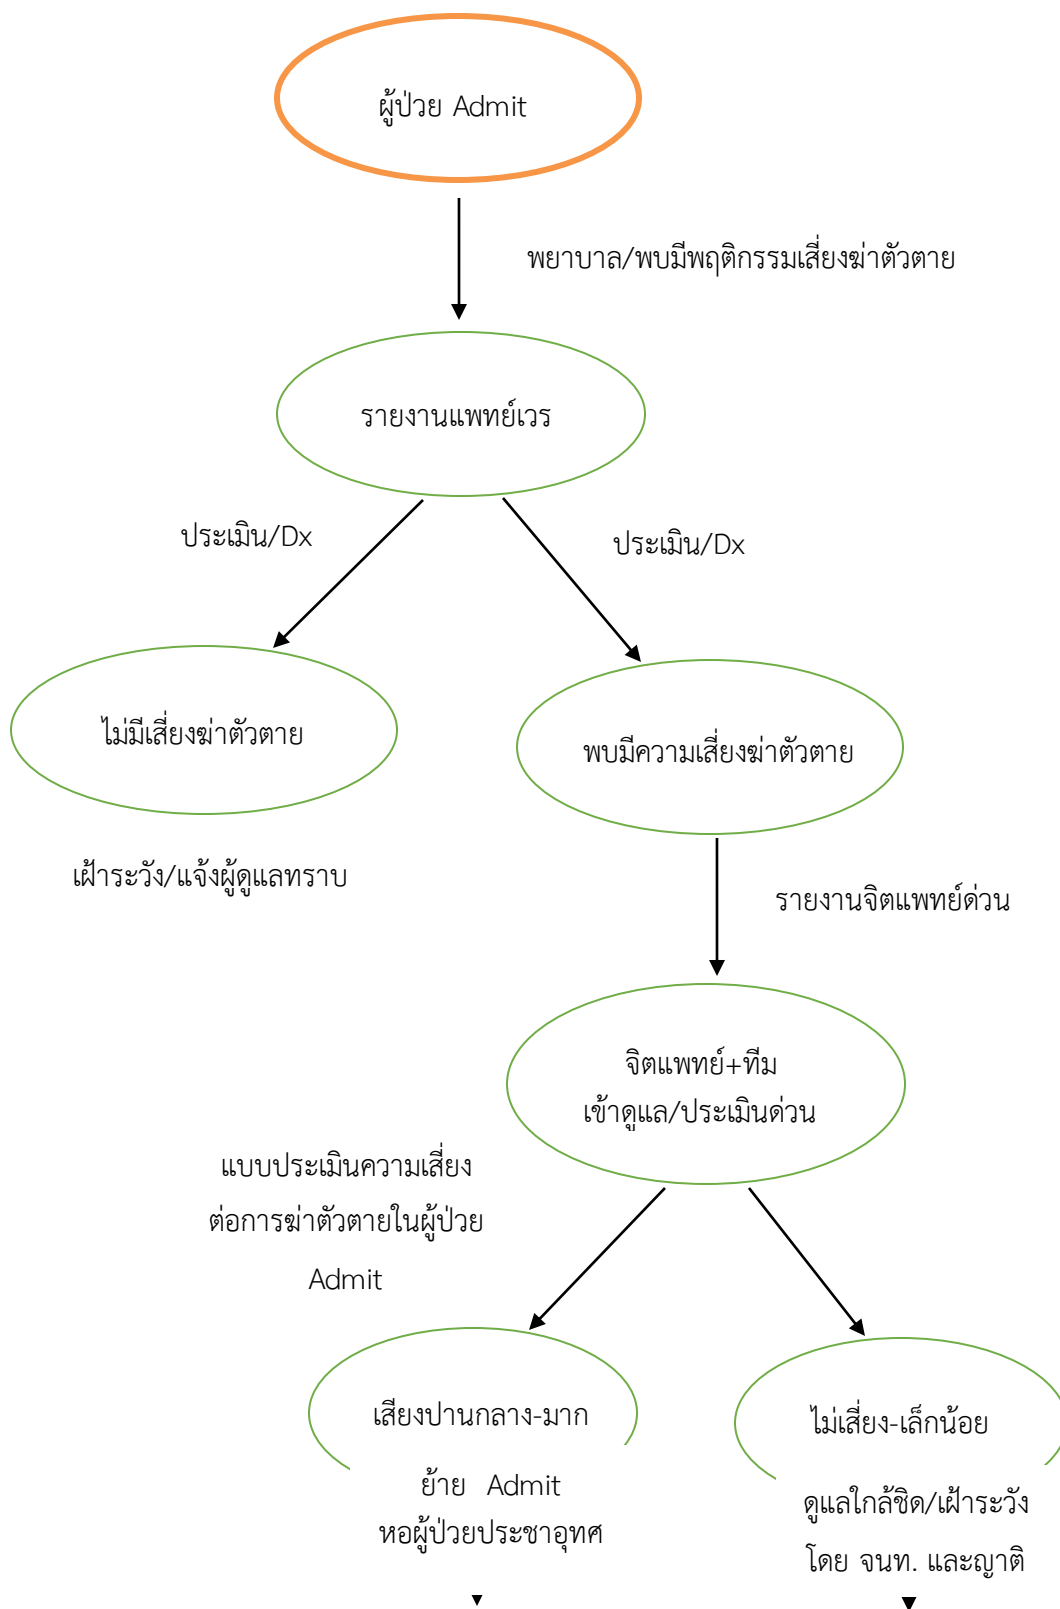 ผู้ป่วย Admit
พยาบาล/พบมีพฤติกรรมเสี่ยงฆ่าตัวตาย
รายงานแพทย์เวร
ประเมิน/Dx
ประเมิน/Dx
ไม่มีเสี่ยงฆ่าตัวตาย
พบมีความเสี่ยงฆ่าตัวตาย
เฝ้าระวัง/แจ้งผู้ดูแลทราบ
รายงานจิตแพทย์ด่วน
จิตแพทย์+ทีม
เข้าดูแล/ประเมินด่วน
แบบประเมินความเสี่ยง
ต่อการฆ่าตัวตายในผู้ป่วย
Admit
เสียงปานกลาง-มาก
ไม่เสี่ยง-เล็กน้อย
ย้าย Admit
หอผู้ป่วยประชาอุทศ
ดูแลใกล้ชิด/เฝ้าระวัง
โดย จนท. และญาติ